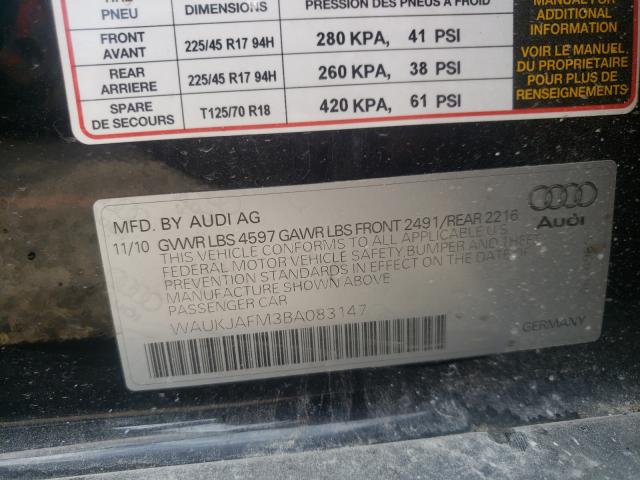 PNEU DIMENSIONS PRESSION DES PNEUS A FROID
FRONT AVANT 225/45 R17 94H 280 KPA, 41 PSI
REAR ARRIERE 225/45 R17 94H 260 KPA, 38 PSI
SPARE DE SECOURS T125/70 R18 420 KPA, 61 PSI
MANUAL FOR
ADDITIONAL
INFORMATION
VOIR LE MANUEL
DU PROPRIETAIRE
POUR PLUS DE
RENSEIGNEMENTS
MFD. BY AUDI AG
11/10 GVWR LBS 4597 GAWR LBS FRONT 2491/REAR 2216
THIS VEHICLE CONFORMS TO ALL APPLICABLE U.S.
FEDERAL MOTOR VEHICLE SAFETY, BUMPER AND THEFT
MANUFACTURE SHOWN ABOVE
PREVENTION STANDARDS IN EFFECT ON THE DATE OF
PASSENGER CAR
WAUKJAFM3BA083147
Audi
GERMANY